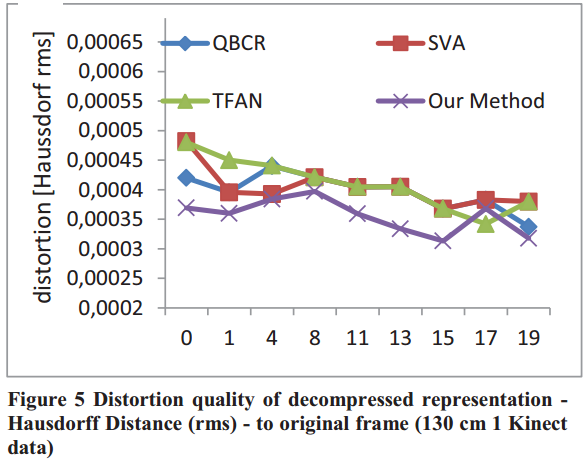 distortion [Haussdorf rms]
0,00065
0,0006
0,00055
0,0005
0,00045
0,0004
0,00035
0,0003
0,00025
0,0002
QBCR
SVA
TFAN
Our Method
0 1 4 8 11 13 15 17 19
Figure 5 Distortion quality of decompressed representation -
Hausdorff Distance (rms) - to original frame (130 cm 1 Kinect
data)